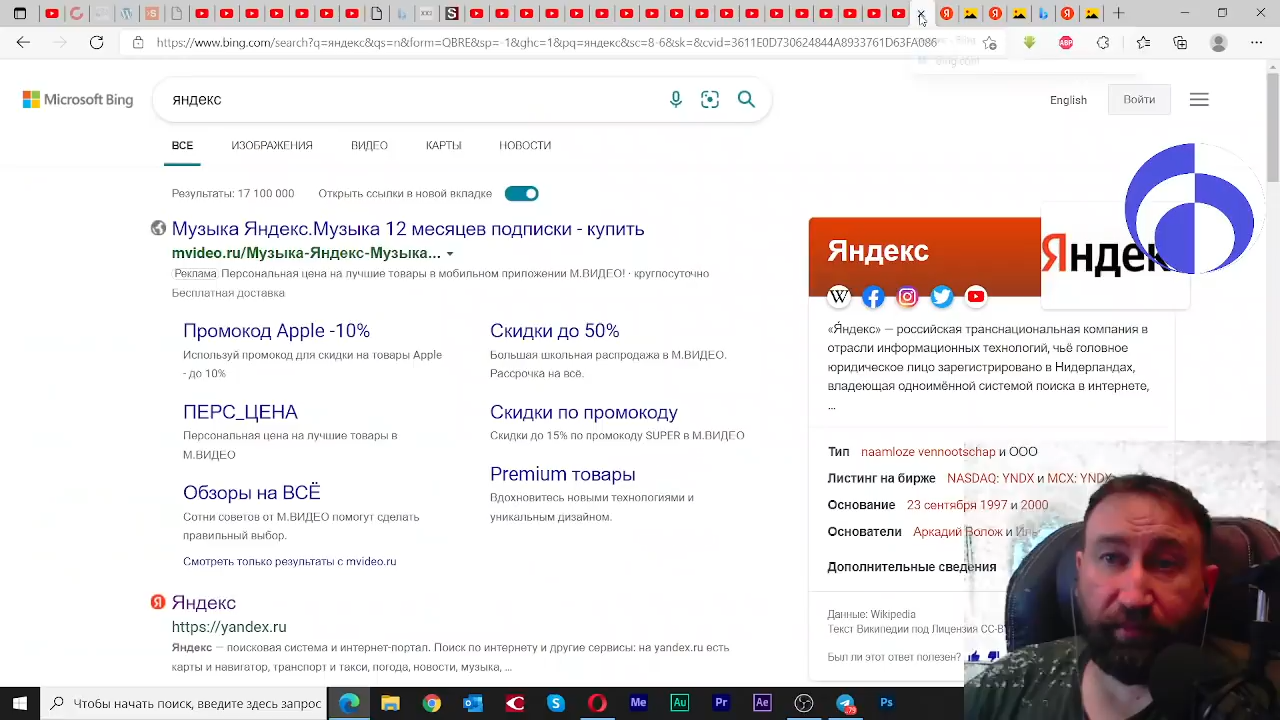 https://www.bing.com/search?q=яндекс&qs=n&form=QBRE&sp=-1&ghc=1&pq=яндекс&sc=8-6&sk=&cvid=3611E0D730624844A8933761D63FA086
Microsoft Bing
яндекс
English
Войти
ВСЕ
ИЗОБРАЖЕНИЯ
ВИДЕО
КАРТЫ
НОВОСТИ
Результаты: 17 100 000
Открыть ссылки в новой вкладке
Музыка Яндекс.Музыка 12 месяцев подписки - купить
mvideo.ru/Музыка-Яндекс-Музыка...
Реклама Персональная цена на лучшие товары в мобильном приложении М.ВИДЕО! · круглосуточно
Бесплатная доставка
Промокод Apple -10%
Используй промокод для скидки на товары Apple
- до 10%
Скидки до 50%
Большая школьная распродажа в М.ВИДЕО.
Рассрочка на всё.
ПЕРС_ЦЕНА
Персональная цена на лучшие товары в
М.ВИДЕО
Скидки по промокоду
Скидки до 15% по промокоду SUPER в М.ВИДЕО
Обзоры на ВСЁ
Сотни советов от М.ВИДЕО помогут сделать
правильный выбор.
Premium товары
Вдохновитесь новыми технологиями и
уникальным дизайном.
Смотреть только результаты с mvideo.ru
Яндекс
https://yandex.ru
Яндекс — поисковая система и интернет-портал. Поиск по интернету и другие сервисы: на yandex.ru есть
карты и навигатор, транспорт и такси, погода, новости, музыка, ...
Яндекс
Яндек
«Яндекс» — российская транснациональная компания в
отрасли информационных технологий, чьё головное
юридическое лицо зарегистрировано в Нидерландах,
владеющая одноимённой системой поиска в интернете,
...
Тип naamloze vennootschap и ООО
Листинг на бирже NASDAQ: YNDX и MCX: YNDX
Основание 23 сентября 1997 и 2000
Основатели Аркадий Волож и
Дополнительные сведения
Данные: Wikipedia
Текст Википедии под Лицензия CC-B
Был ли этот ответ полезен?
Чтобы начать поиск, введите здесь запрос
Me
Au
Pr
Ae
Ps